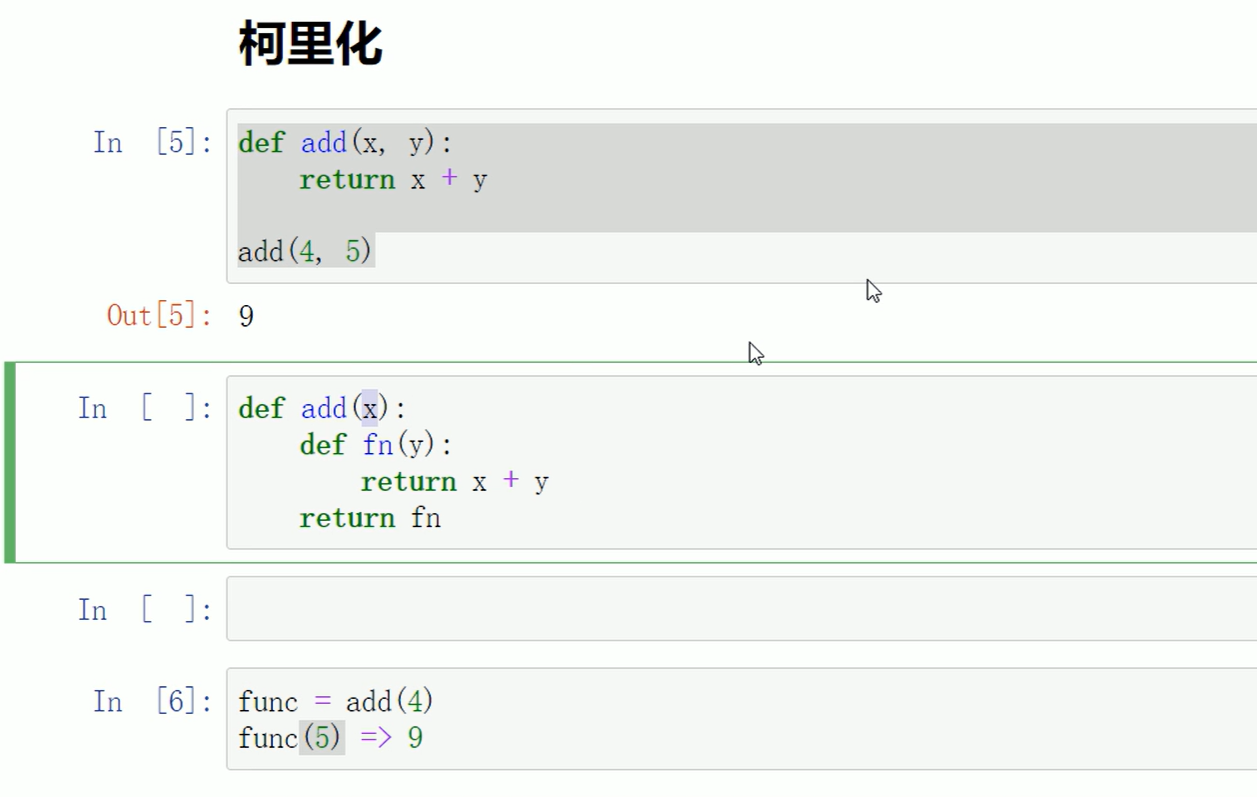 柯里化
In [5]: def add(x, y):
    return x + y
add(4, 5)
Out[5]: 9
In [ ]: def add(x):
    def fn(y):
        return x + y
    return fn
In [ ]:
In [6]: func = add(4)
func(5) => 9